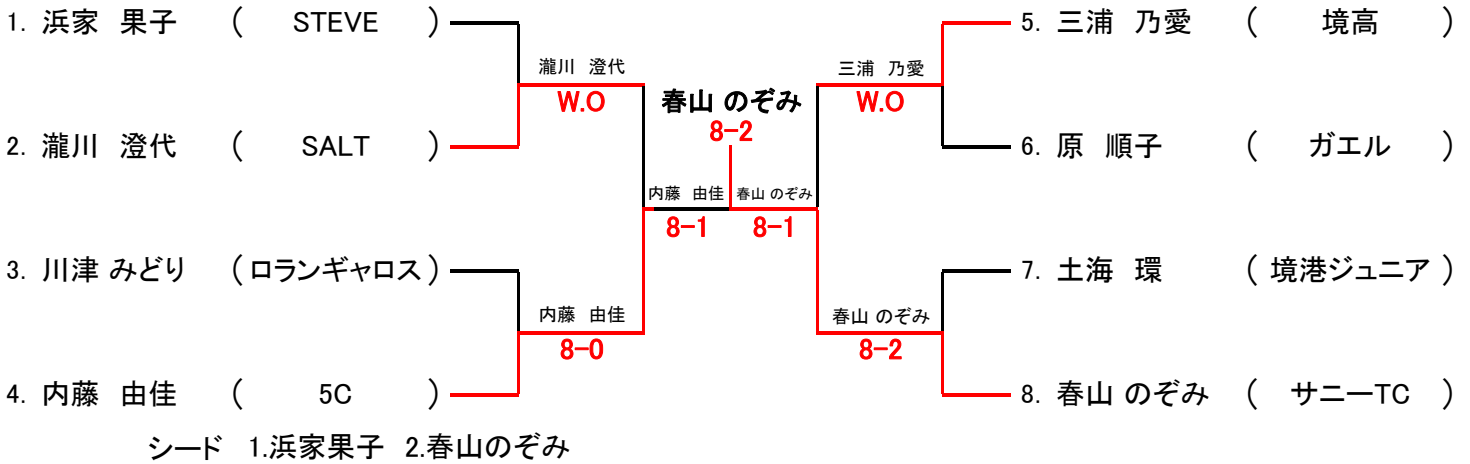 1. 浜家 果子 ( STEVE )
5. 三浦 乃愛 ( 境高 )
瀧川 澄代
三浦 乃愛
W.O
春山 のぞみ
W.O
8-2
2. 瀧川 澄代 ( SALT )
6. 原 順子 ( ガエル )
内藤 由佳
春山 のぞみ
8-1
8-1
3. 川津 みどり (ロランギャロス)
7. 土海 環 ( 境港ジュニア )
内藤 由佳
春山 のぞみ
8-0
8-2
4. 内藤 由佳 ( 5C )
8. 春山 のぞみ ( サニーTC )
シード 1.浜家果子 2.春山のぞみ